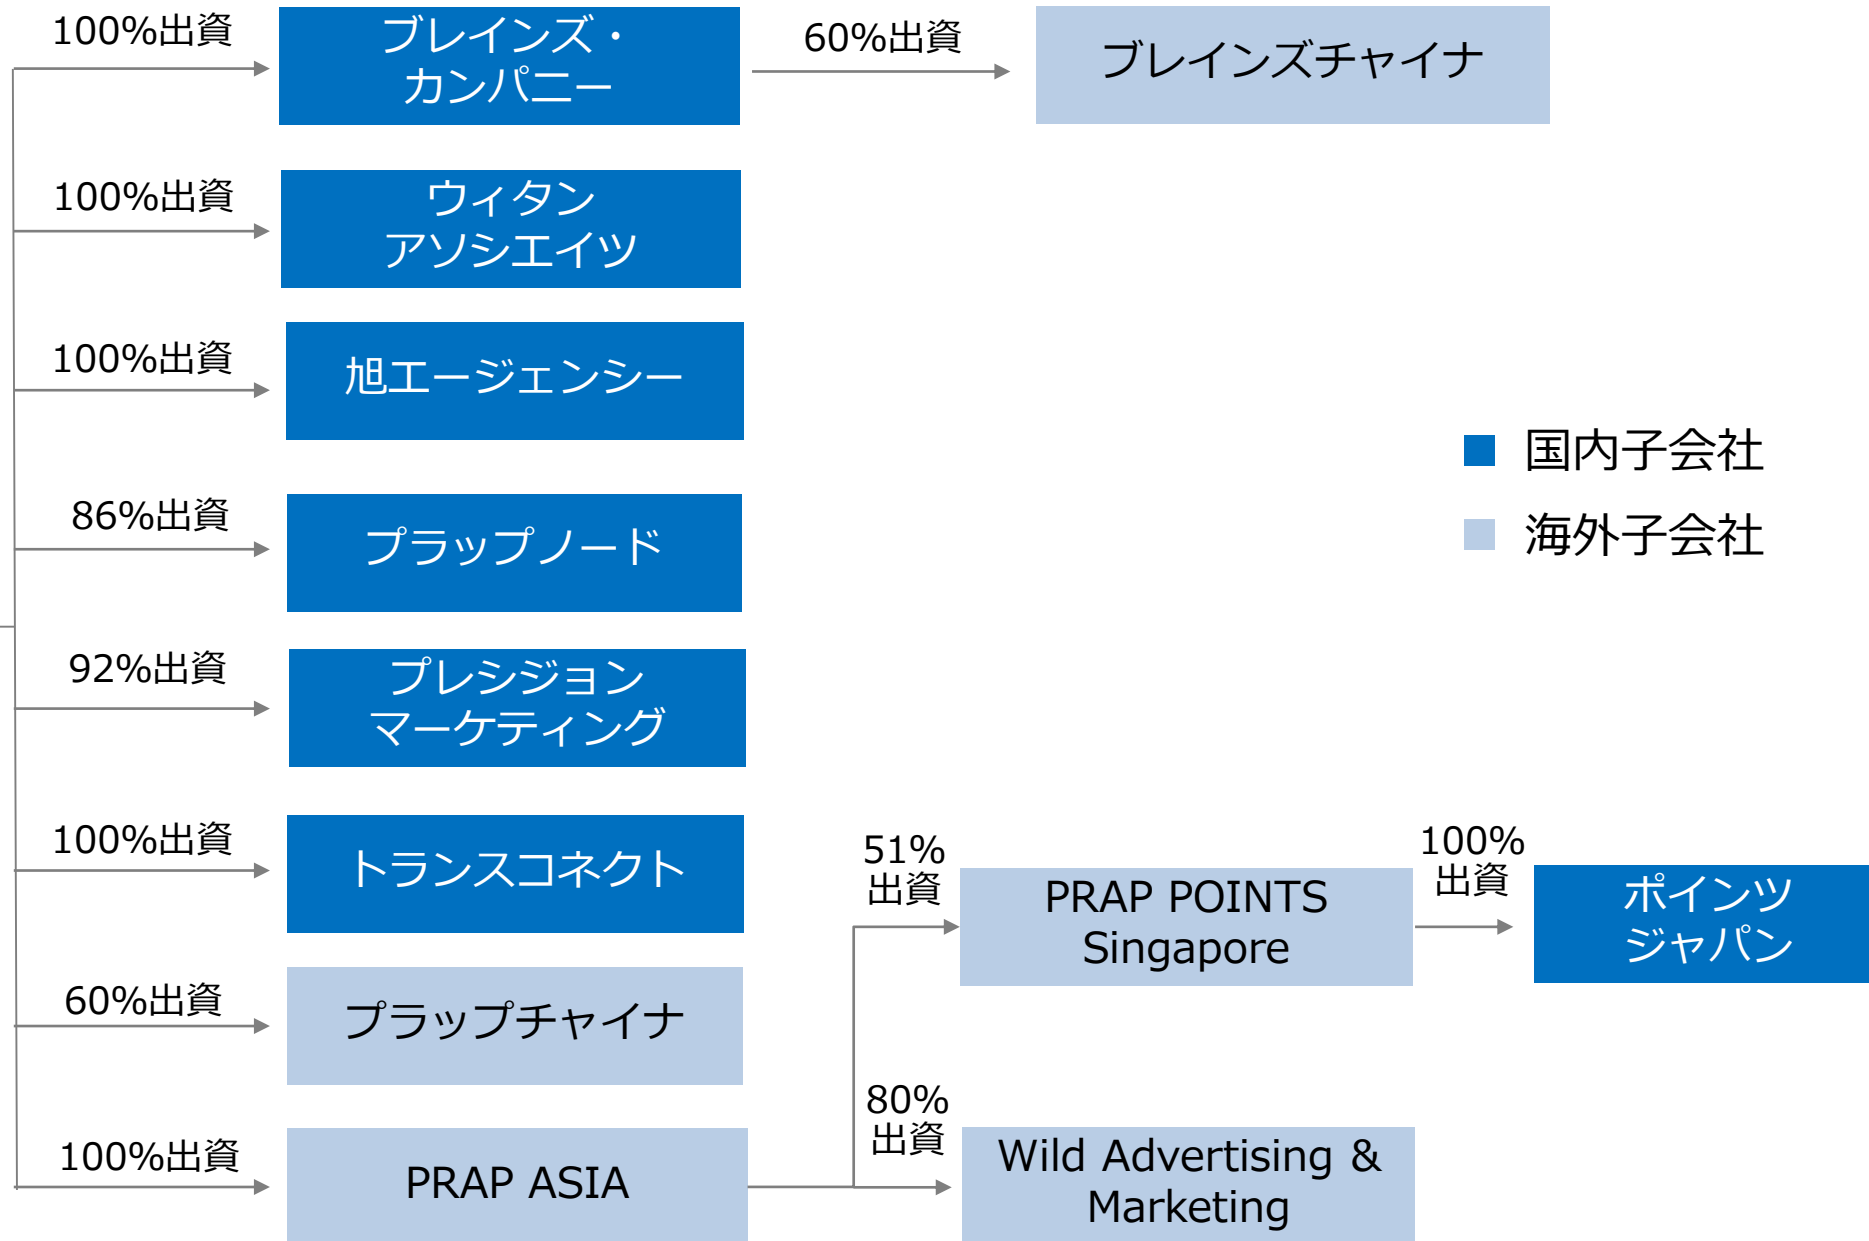 100%出資
ブレインズ・
カンパニー
60%出資
ブレインズチャイナ
100%出資
ウィタン
アソシエイツ
100%出資
旭エージェンシー
86%出資
プラップノード
国内子会社
海外子会社
92%出資
プレシジョン
マーケティング
100%出資
トランスコネクト
51%
出資
PRAP POINTS
Singapore
100%
出資
ポインツ
ジャパン
60%出資
プラップチャイナ
100%出資
PRAP ASIA
80%
出資
Wild Advertising &
Marketing